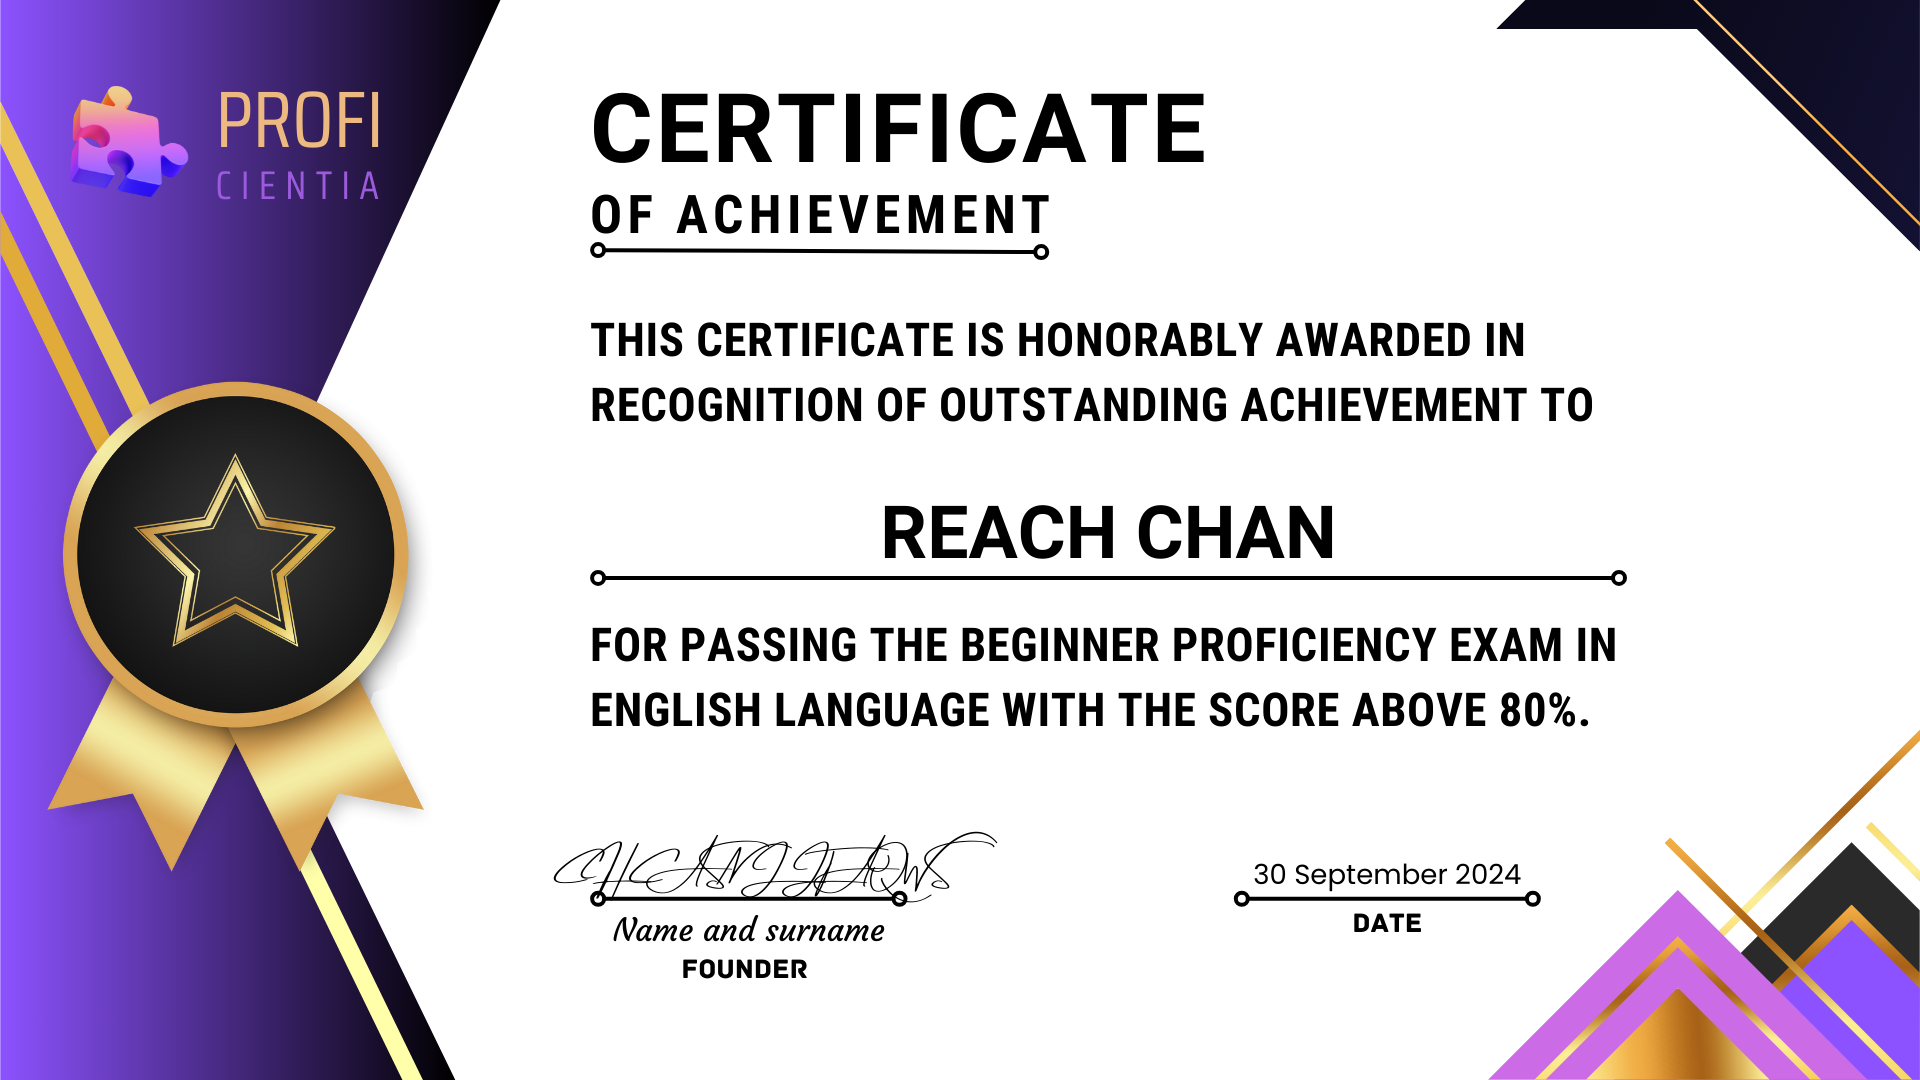 PROFI
CIENTIA
CERTIFICATE
OF ACHIEVEMENT
THIS CERTIFICATE IS HONORABLY AWARDED IN
RECOGNITION OF OUTSTANDING ACHIEVEMENT TO
REACH CHAN
FOR PASSING THE BEGINNER PROFICIENCY EXAM IN
ENGLISH LANGUAGE WITH THE SCORE ABOVE 80%.
30 September 2024
Name and surname
DATE
FOUNDER